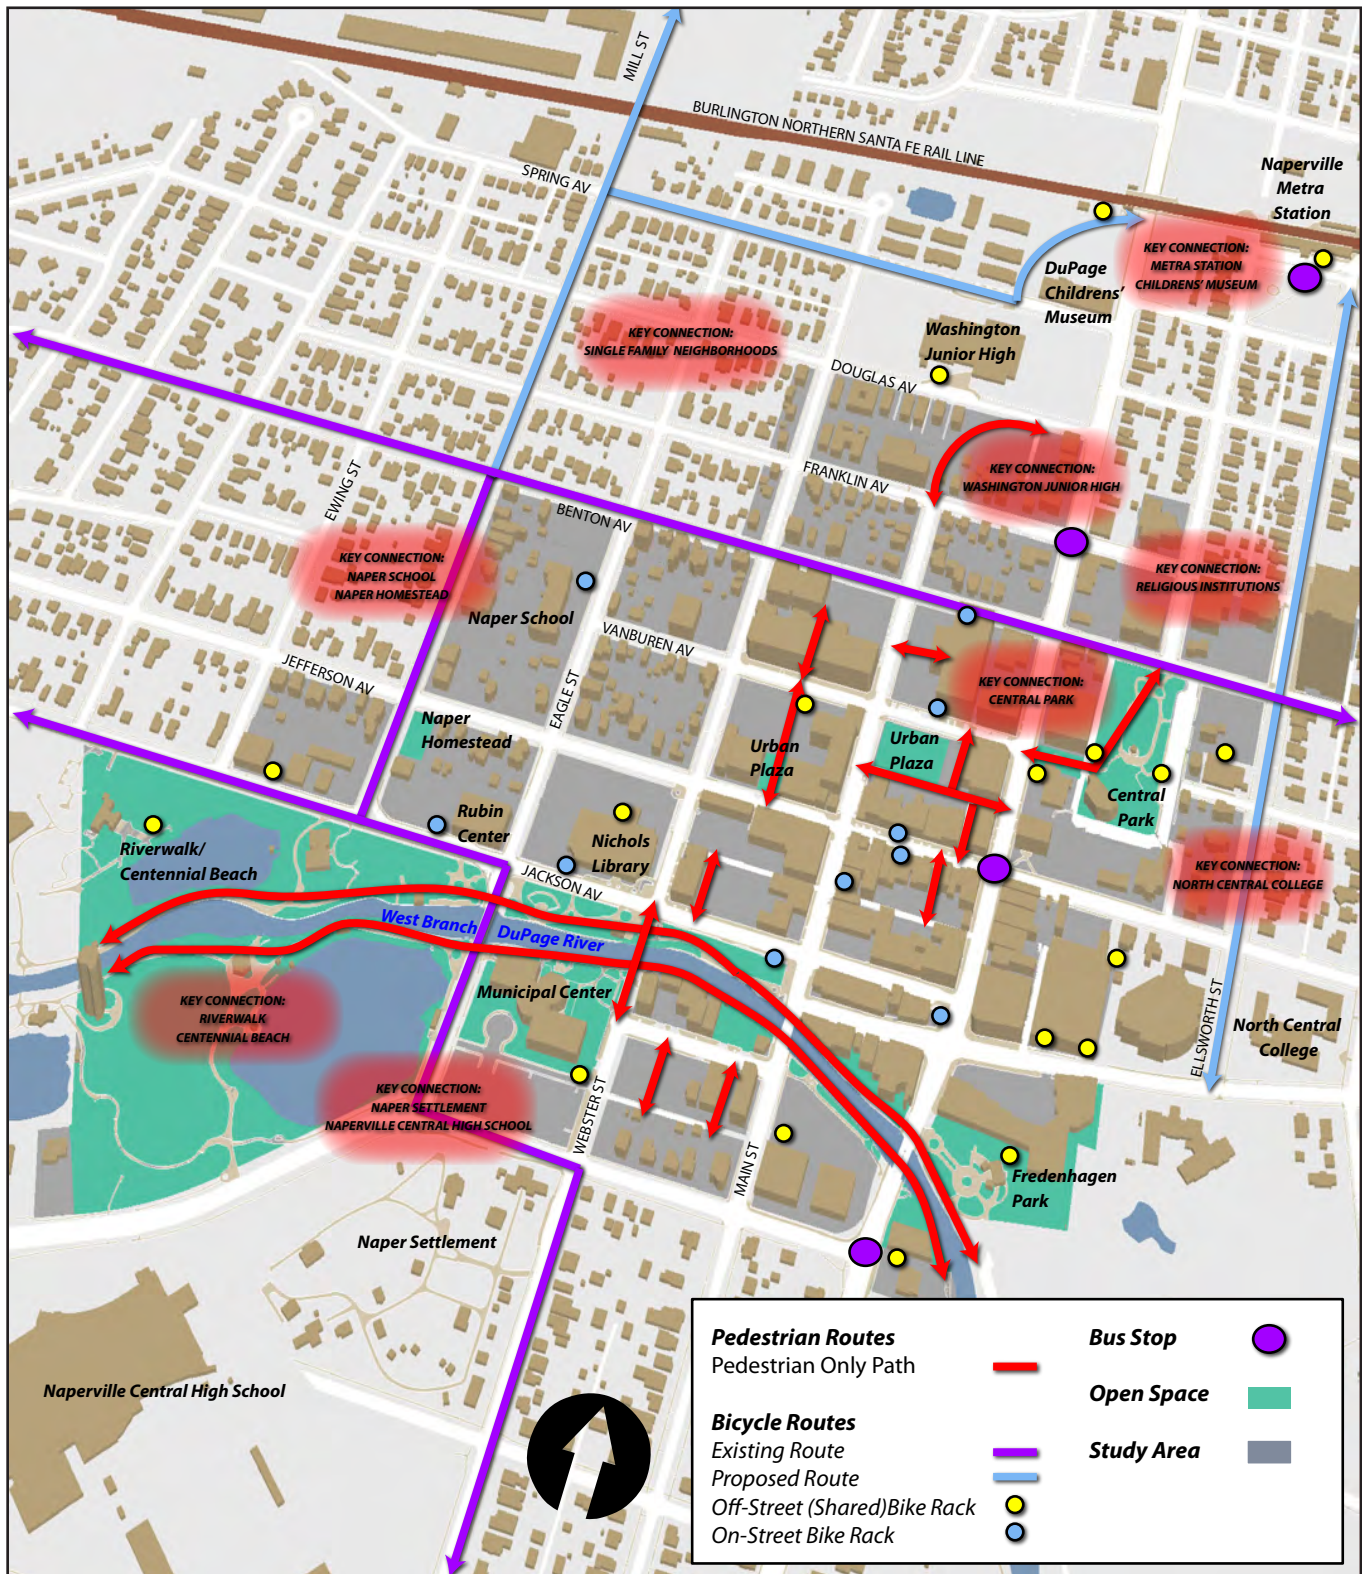 MILL ST
BURLINGTON NORTHERN SANTA FE RAIL LINE
Naperville
Metra
Station
SPRING AV
KEY CONNECTION:
METRA STATION
CHILDRENS' MUSEUM
DuPage
Childrens'
Museum
Washington
Junior High
KEY CONNECTION:
SINGLE FAMILY NEIGHBORHOODS
DOUGLAS AV
FRANKLIN AV
KEY CONNECTION:
WASHINGTON JUNIOR HIGH
EWING ST
BENTON AV
KEY CONNECTION:
NAPER SCHOOL
NAPER HOMESTEAD
KEY CONNECTION:
RELIGIOUS INSTITUTIONS
Naper School
VANBUREN AV
JEFFERSON AV
EAGLE ST
KEY CONNECTION:
CENTRAL PARK
Naper
Homestead
Urban
Plaza
Urban
Plaza
Central
Park
Rubin
Center
Nichols
Library
Riverwalk/
Centennial Beach
JACKSON AV
KEY CONNECTION:
NORTH CENTRAL COLLEGE
West Branch
DuPage River
Municipal Center
KEY CONNECTION:
RIVERWALK
CENTENNIAL BEACH
ELLSWORTH ST
North Central
College
KEY CONNECTION:
NAPER SETTLEMENT
NAPERVILLE CENTRAL HIGH SCHOOL
WEBSTER ST
MAIN ST
Fredenhagen
Park
Naper Settlement
Naperville Central High School
Pedestrian Routes
Pedestrian Only Path
Bicycle Routes
Existing Route
Proposed Route
Off-Street (Shared)Bike Rack
On-Street Bike Rack
Bus Stop
Open Space
Study Area